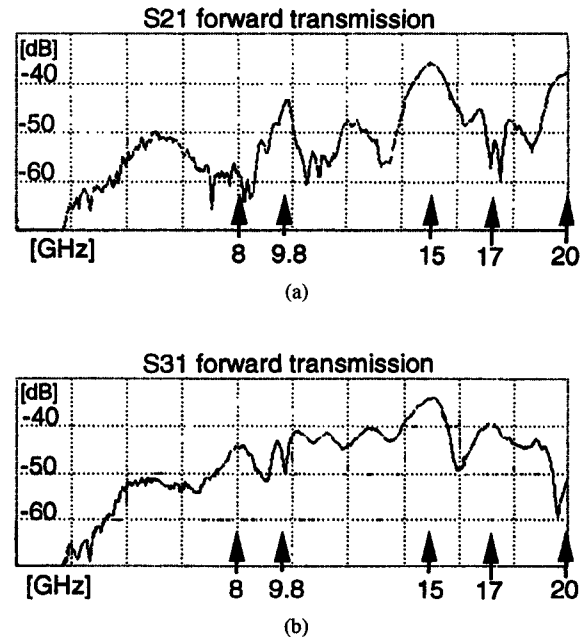 S21 forward transmission
[dB]
-40
-50
-60
[GHz] 8 9.8 15 17 20
(a)
S31 forward transmission
[dB]
-40
-50
-60
[GHz] 8 9.8 15 17 20
(b)